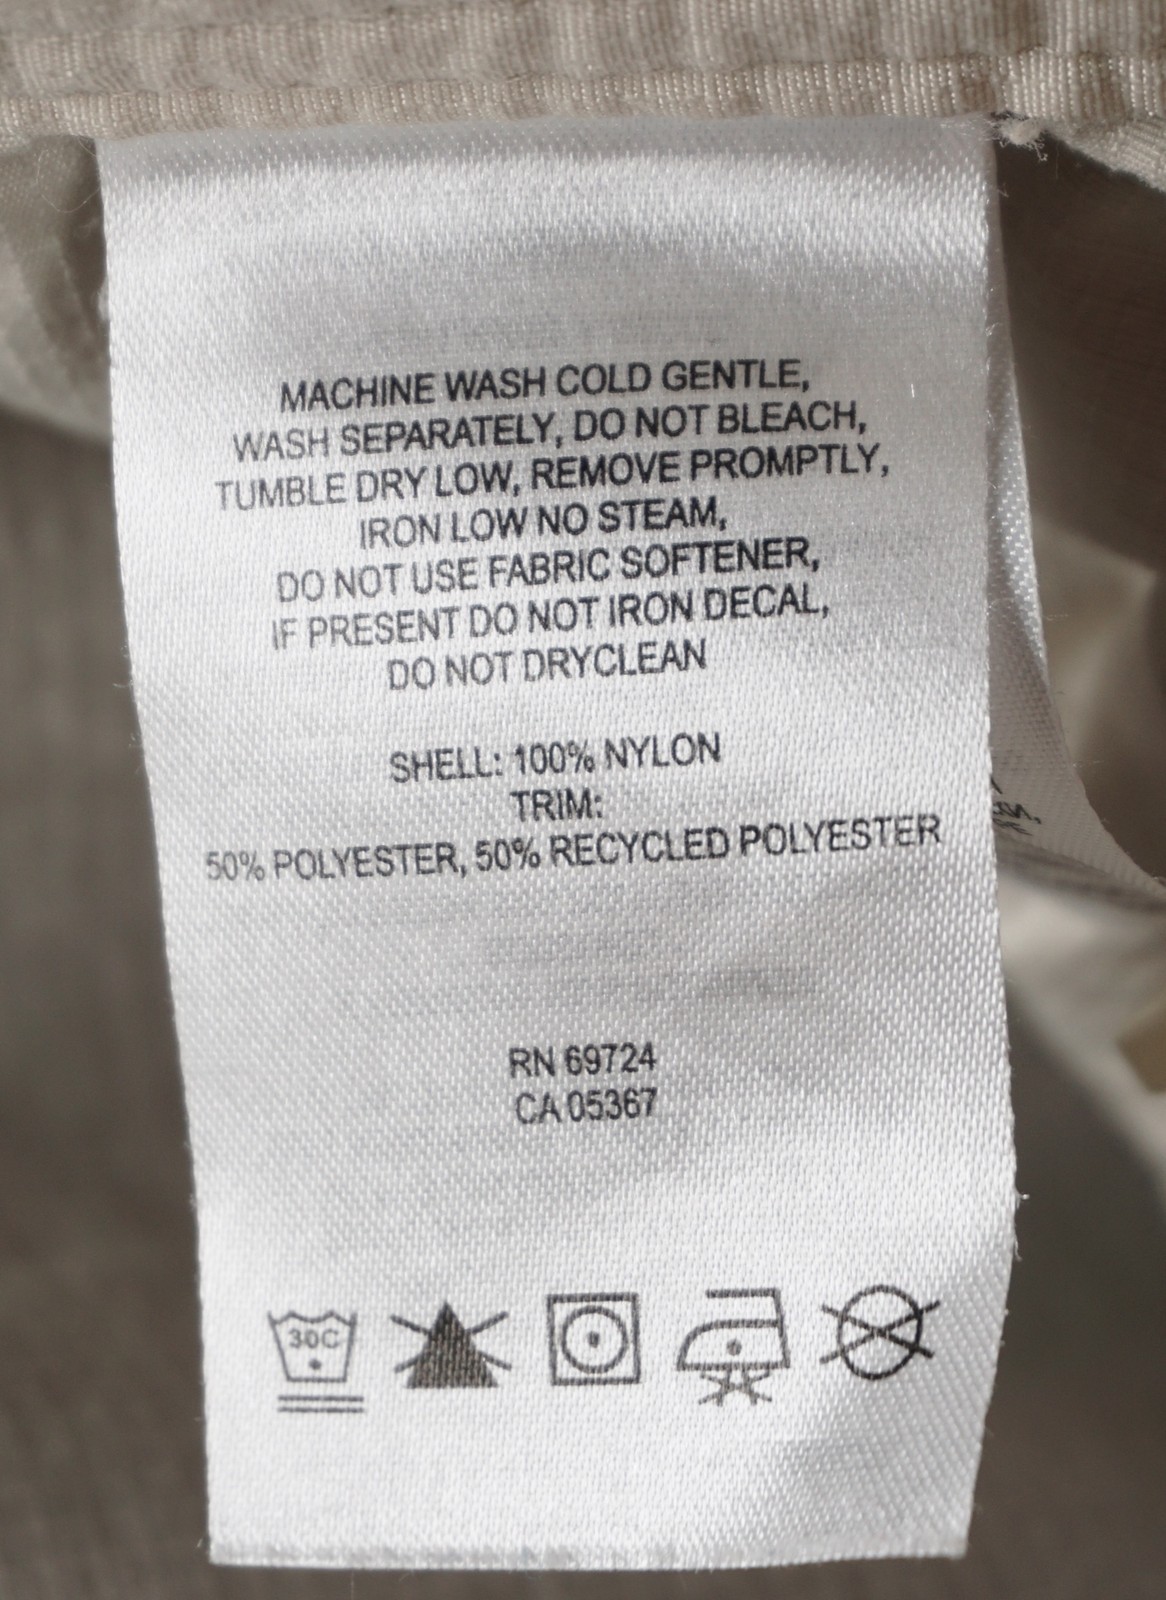 MACHINE WASH COLD GENTLE,
WASH SEPARATELY, DO NOT BLEACH,
TUMBLE DRY LOW, REMOVE PROMPTLY,
IRON LOW NO STEAM,
DO NOT USE FABRIC SOFTENER,
IF PRESENT DO NOT IRON DECAL,
DO NOT DRYCLEAN
SHELL: 100% NYLON
TRIM:
50% POLYESTER, 50% RECYCLED POLYESTER
RN 69724
CA 05367
30C